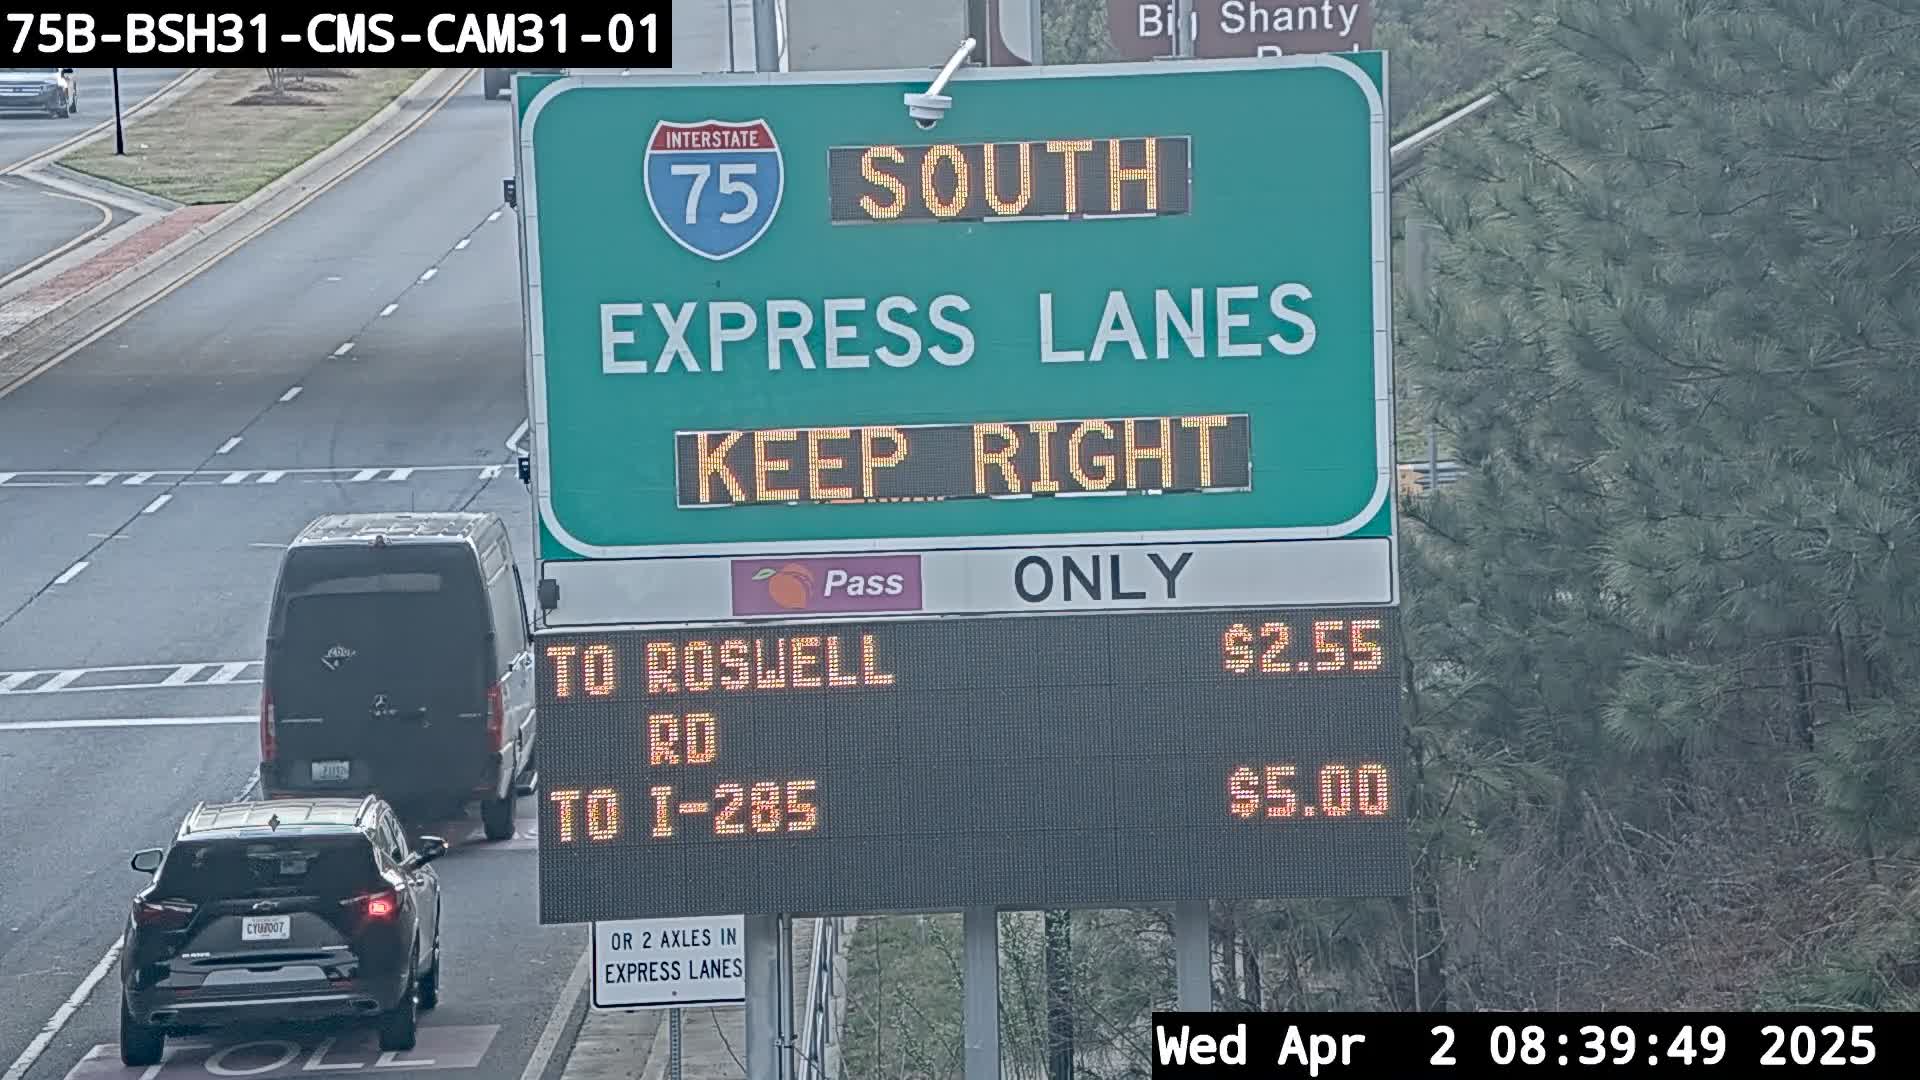 75B-BSH31-CMS-CAM31-01
Big Shanty
Road
INTERSTATE
75
SOUTH
EXPRESS LANES
KEEP RIGHT
Pass
ONLY
TO ROSWELL $2.55
RD
TO I-285 $5.00
OR 2 AXLES IN
EXPRESS LANES
TOLL
Wed Apr 2 08:39:49 2025